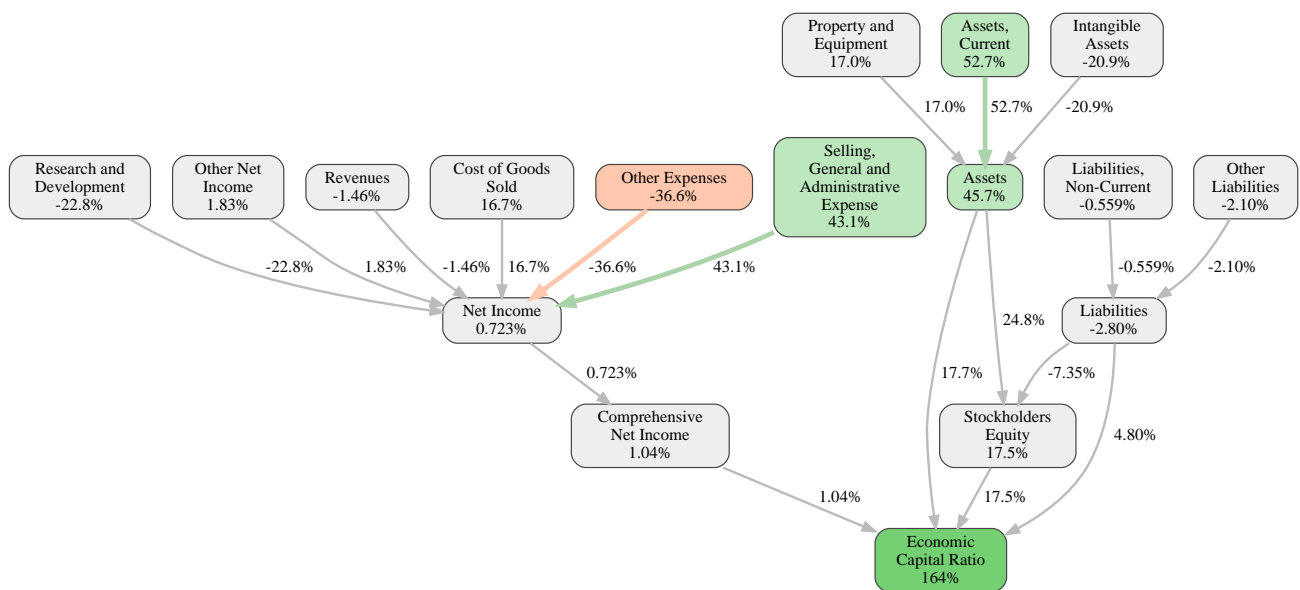 Property and
Equipment
17.0%
Assets,
Current
52.7%
Intangible
Assets
-20.9%
17.0%
52.7%
-20.9%
Research and
Development
-22.8%
Other Net
Income
1.83%
Revenues
-1.46%
Cost of Goods
Sold
16.7%
Other Expenses
-36.6%
Selling,
General and
Administrative
Expense
43.1%
Assets
45.7%
Liabilities,
Non-Current
-0.559%
Other
Liabilities
-2.10%
-22.8%
1.83%
-1.46%
16.7%
-36.6%
43.1%
-0.559%
-2.10%
Net Income
0.723%
24.8%
Liabilities
-2.80%
0.723%
17.7%
-7.35%
Comprehensive
Net Income
1.04%
Stockholders
Equity
17.5%
4.80%
1.04%
17.5%
Economic
Capital Ratio
164%